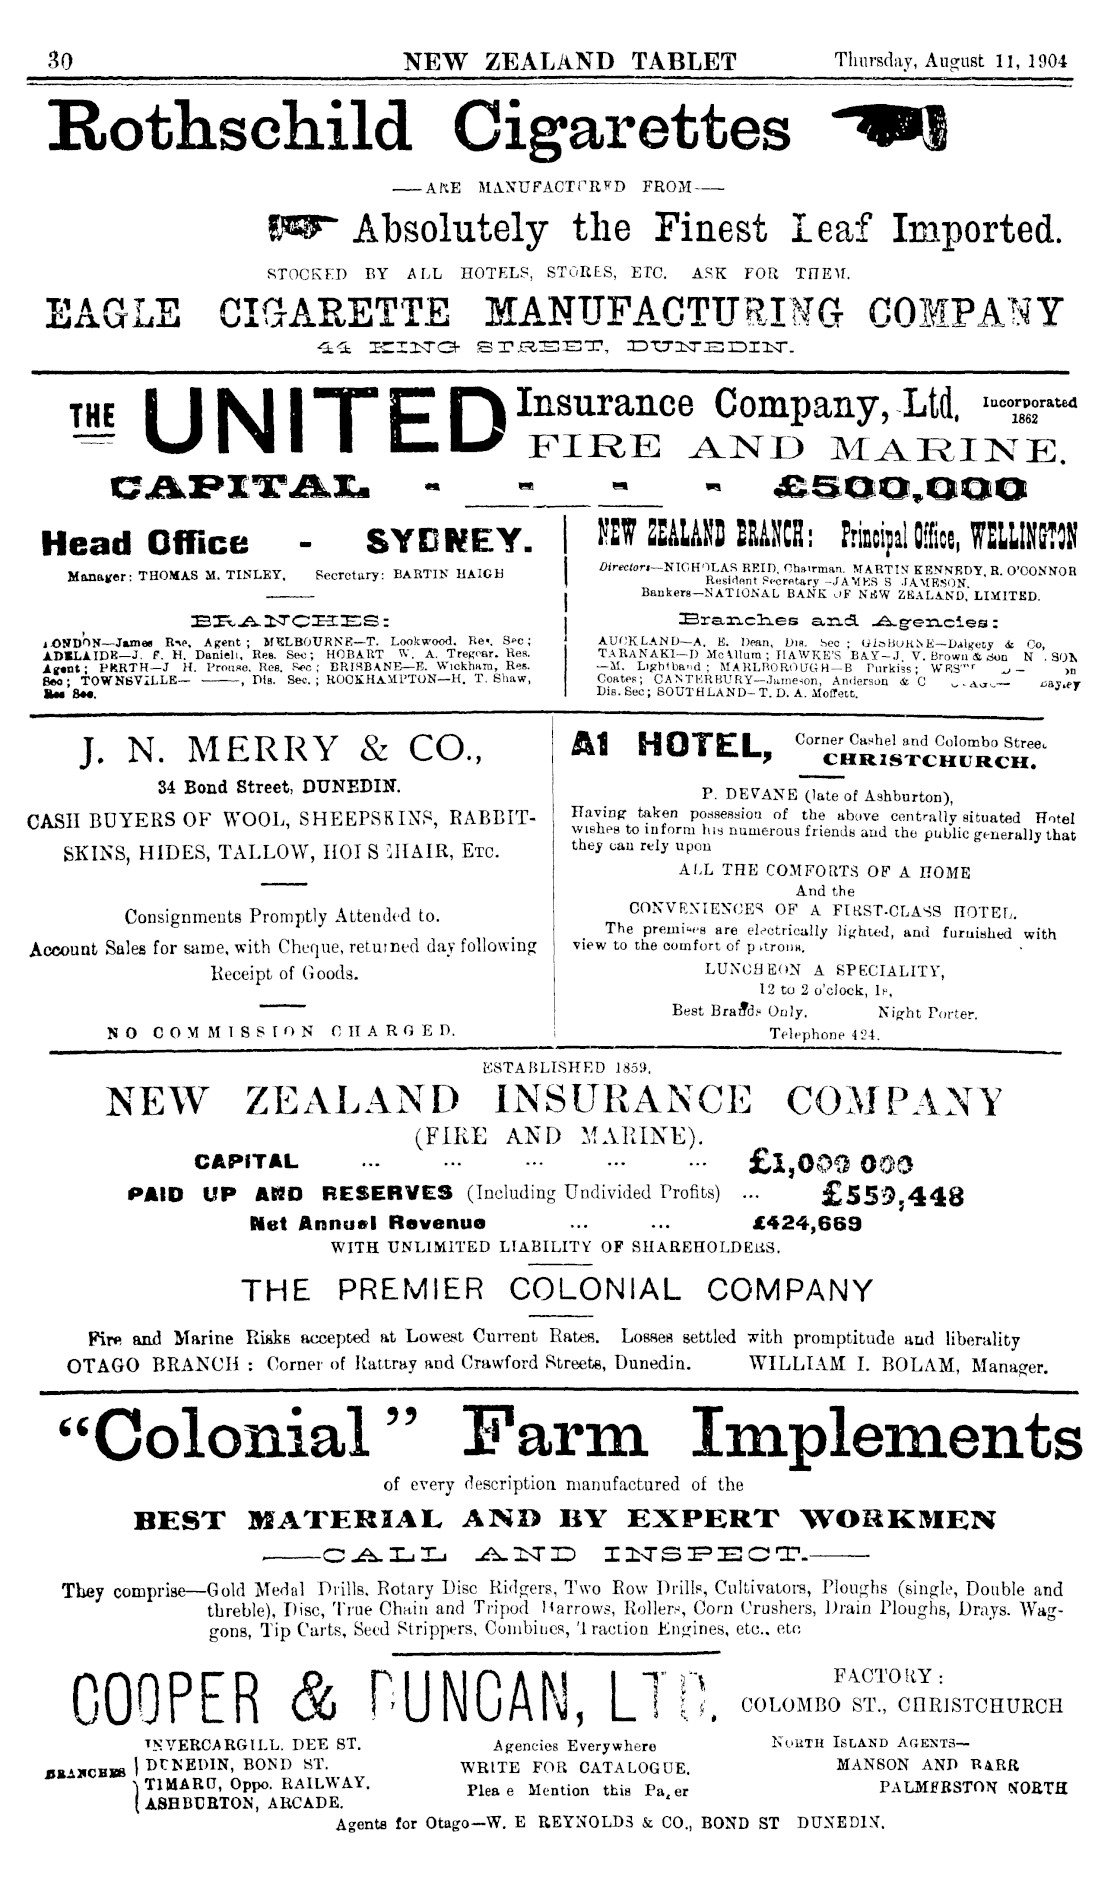 30
NEW ZEALAND TABLET
Thursday, August 11, 1904
Rothschild Cigarettes
—ARE MANUFACTURED FROM—
Absolutely the Finest Leaf Imported.
STOCKED BY ALL HOTELS, STORES, ETC. ASK FOR THEM.
EAGLE CIGARETTE MANUFACTURING COMPANY
44 KING STREET, DUNEDIN.
THE UNITED Insurance Company, Ltd. Incorporated 1862
FIRE AND MARINE.
CAPITAL - - - - £500,000
Head Office - SYDNEY.
Manager: THOMAS M. TINLEY. Secretary: BARTIN HAIGH
BRANCHES:
LONDON—James Rae, Agent; MELBOURNE—T. Lockwood, Res. Sec;
ADELAIDE—J. F. H. Daniell, Res. Sec; HOBART W. A. Tregear, Res.
Agent; PERTH—J H. Prouse, Res. Sec; BRISBANE—E. Wickham, Res.
Sec; TOWNSVILLE— ——, Dis. Sec.; ROCKHAMPTON—H. T. Shaw,
Res Sec.
NEW ZEALAND BRANCH: Principal Office, WELLINGTON
Directors—NICHOLAS REID, Chairman. MARTIN KENNEDY, R. O'CONNOR
Resident Secretary—JAMES S JAMESON.
Bankers—NATIONAL BANK OF NEW ZEALAND, LIMITED.
Branches and Agencies:
AUCKLAND—A. E. Dean, Dis. Sec; GISBORNE—Dalgety & Co,
TARANAKI—D McAllum; HAWKE'S BAY—J. V. Brown & Son N . SON
—M. Lightband; MARLBOROUGH—B Purkiss;
Coates; CANTERBURY—Jameson, Anderson & C
Dis. Sec; SOUTHLAND—T. D. A. Moffett.
J. N. MERRY & CO.,
34 Bond Street, DUNEDIN.
CASH BUYERS OF WOOL, SHEEPSKINS, RABBIT-
SKINS, HIDES, TALLOW, HORSEHAIR, ETC.
Consignments Promptly Attended to.
Account Sales for same, with Cheque, returned day following
Receipt of Goods.
NO COMMISSION CHARGED.
A1 HOTEL, Corner Cashel and Colombo Street
CHRISTCHURCH.
P. DEVANE (late of Ashburton),
Having taken possession of the above centrally situated Hotel
wishes to inform his numerous friends and the public generally that
they can rely upon
ALL THE COMFORTS OF A HOME
And the
CONVENIENCES OF A FIRST-CLASS HOTEL.
The premises are electrically lighted, and furnished with
view to the comfort of patrons.
LUNCHEON A SPECIALITY,
12 to 2 o'clock, 1s,
Best Brands Only. Night Porter.
Telephone 424.
ESTABLISHED 1859.
NEW ZEALAND INSURANCE COMPANY
(FIRE AND MARINE).
CAPITAL ... ... ... ... ... £1,000 000
PAID UP AND RESERVES (Including Undivided Profits) ... £559,448
Net Annual Revenue ... ... £424,669
WITH UNLIMITED LIABILITY OF SHAREHOLDERS.
THE PREMIER COLONIAL COMPANY
Fire and Marine Risks accepted at Lowest Current Rates. Losses settled with promptitude and liberality
OTAGO BRANCH: Corner of Rattray and Crawford Streets, Dunedin. WILLIAM I. BOLAM, Manager.
"Colonial" Farm Implements
of every description manufactured of the
BEST MATERIAL AND BY EXPERT WORKMEN
——CALL AND INSPECT.——
They comprise—Gold Medal Drills, Rotary Disc Ridgers, Two Row Drills, Cultivators, Ploughs (single, Double and
threble), Disc, True Chain and Tripod Harrows, Rollers, Corn Crushers, Drain Ploughs, Drays. Wag-
gons, Tip Carts, Seed Strippers, Combines, Traction Engines, etc., etc
COOPER & DUNCAN, LTD.
FACTORY:
COLOMBO ST., CHRISTCHURCH
BRANCHES
INVERCARGILL. DEE ST.
DUNEDIN, BOND ST.
TIMARU, Oppo. RAILWAY.
ASHBURTON, ARCADE.
Agencies Everywhere
WRITE FOR CATALOGUE.
Please Mention this Paper
NORTH ISLAND AGENTS—
MANSON AND BARR
PALMERSTON NORTH
Agents for Otago—W. E REYNOLDS & CO., BOND ST DUNEDIN.